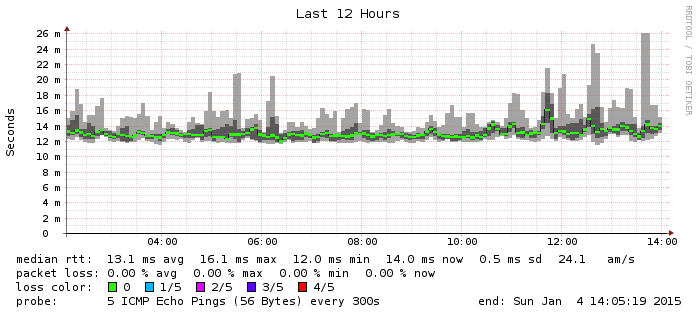 Last 12 Hours
RRDTOOL / TOBI OETIKER
Seconds
26 m
24 m
22 m
20 m
18 m
16 m
14 m
12 m
10 m
8 m
6 m
4 m
2 m
0
04:00 06:00 08:00 10:00 12:00 14:00
median rtt: 13.1 ms avg 16.1 ms max 12.0 ms min 14.0 ms now 0.5 ms sd 24.1 am/s
packet loss: 0.00 % avg 0.00 % max 0.00 % min 0.00 % now
loss color: 0 1/5 2/5 3/5 4/5
probe: 5 ICMP Echo Pings (56 Bytes) every 300s end: Sun Jan 4 14:05:19 2015